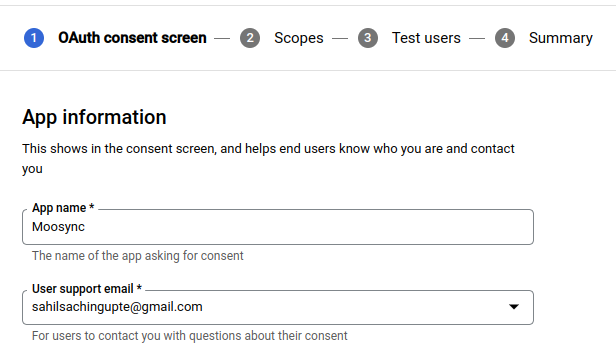 1 OAuth consent screen — 2 Scopes — 3 Test users — 4 Summary
App information
This shows in the consent screen, and helps end users know who you are and contact
you
App name *
Moosync
The name of the app asking for consent
User support email *
sahilsachingupte@gmail.com
For users to contact you with questions about their consent